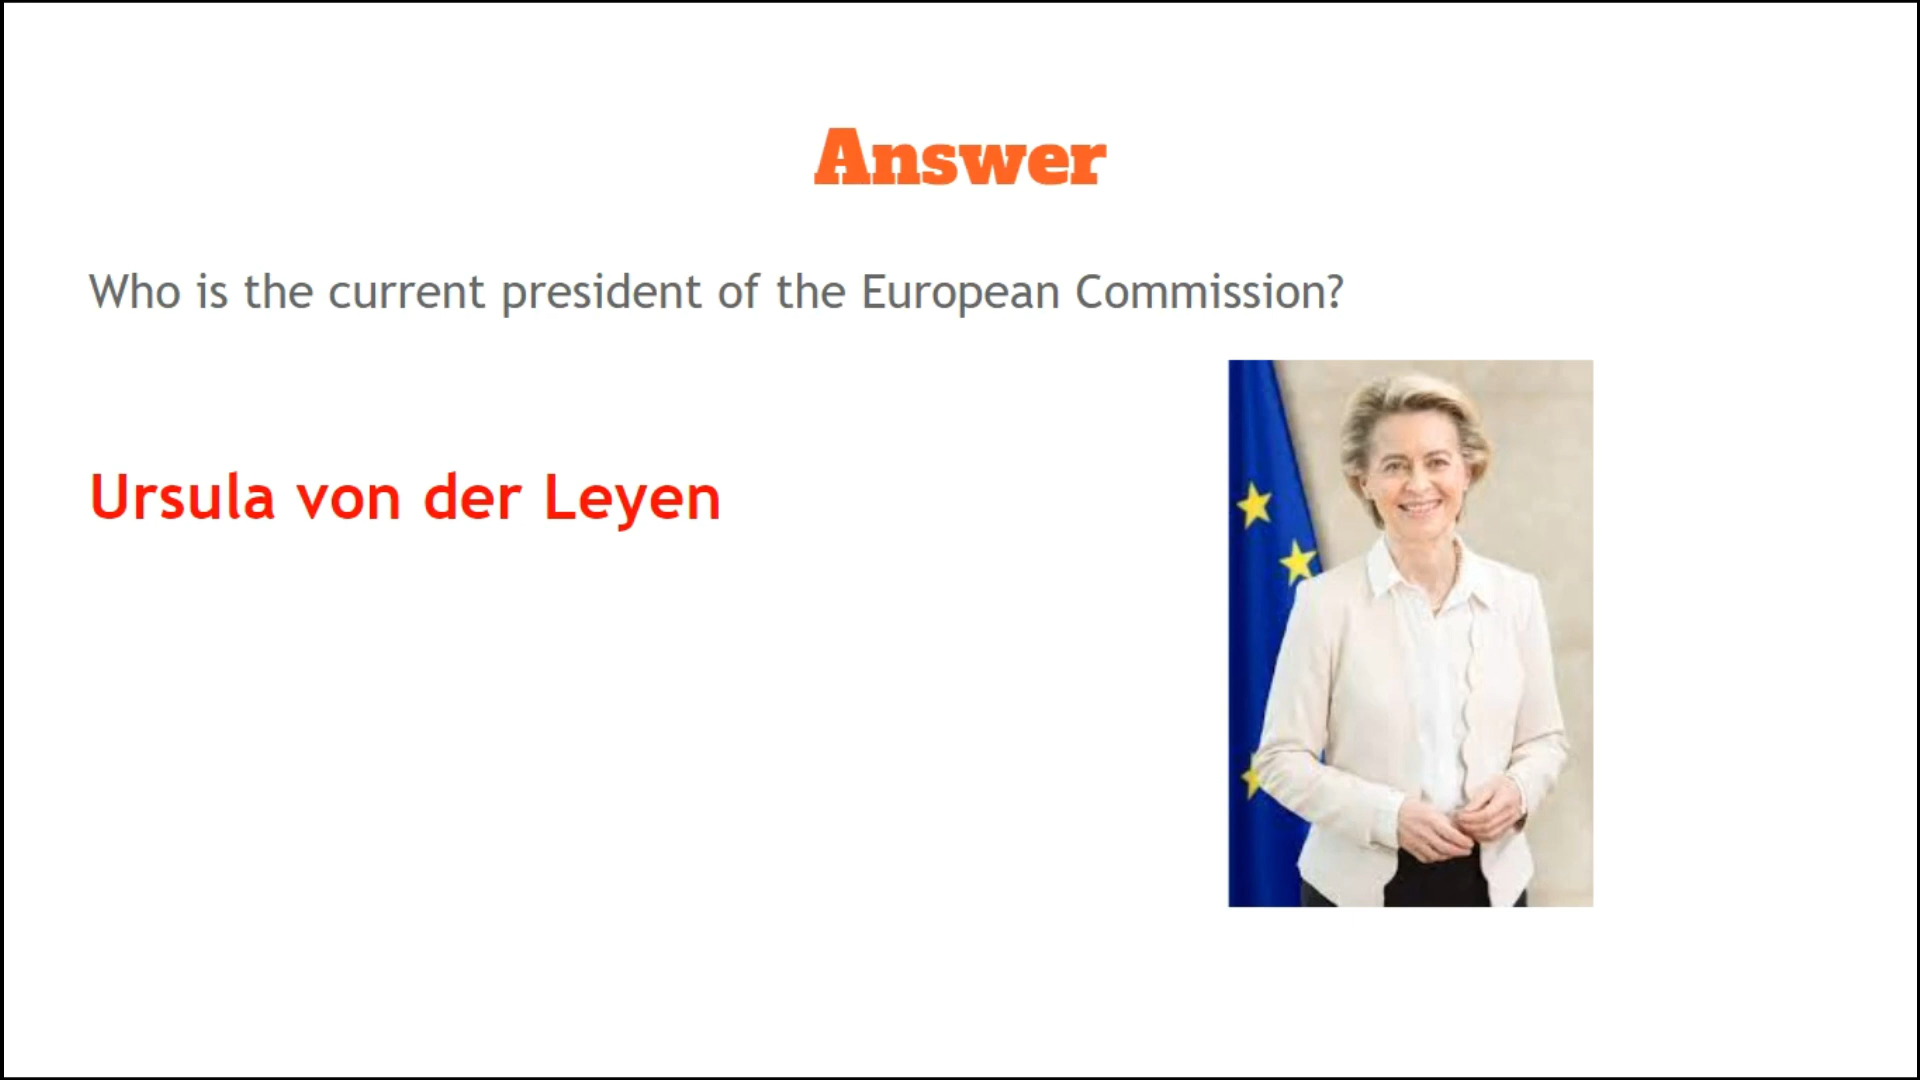 Answer
Who is the current president of the European Commission?
Ursula von der Leyen